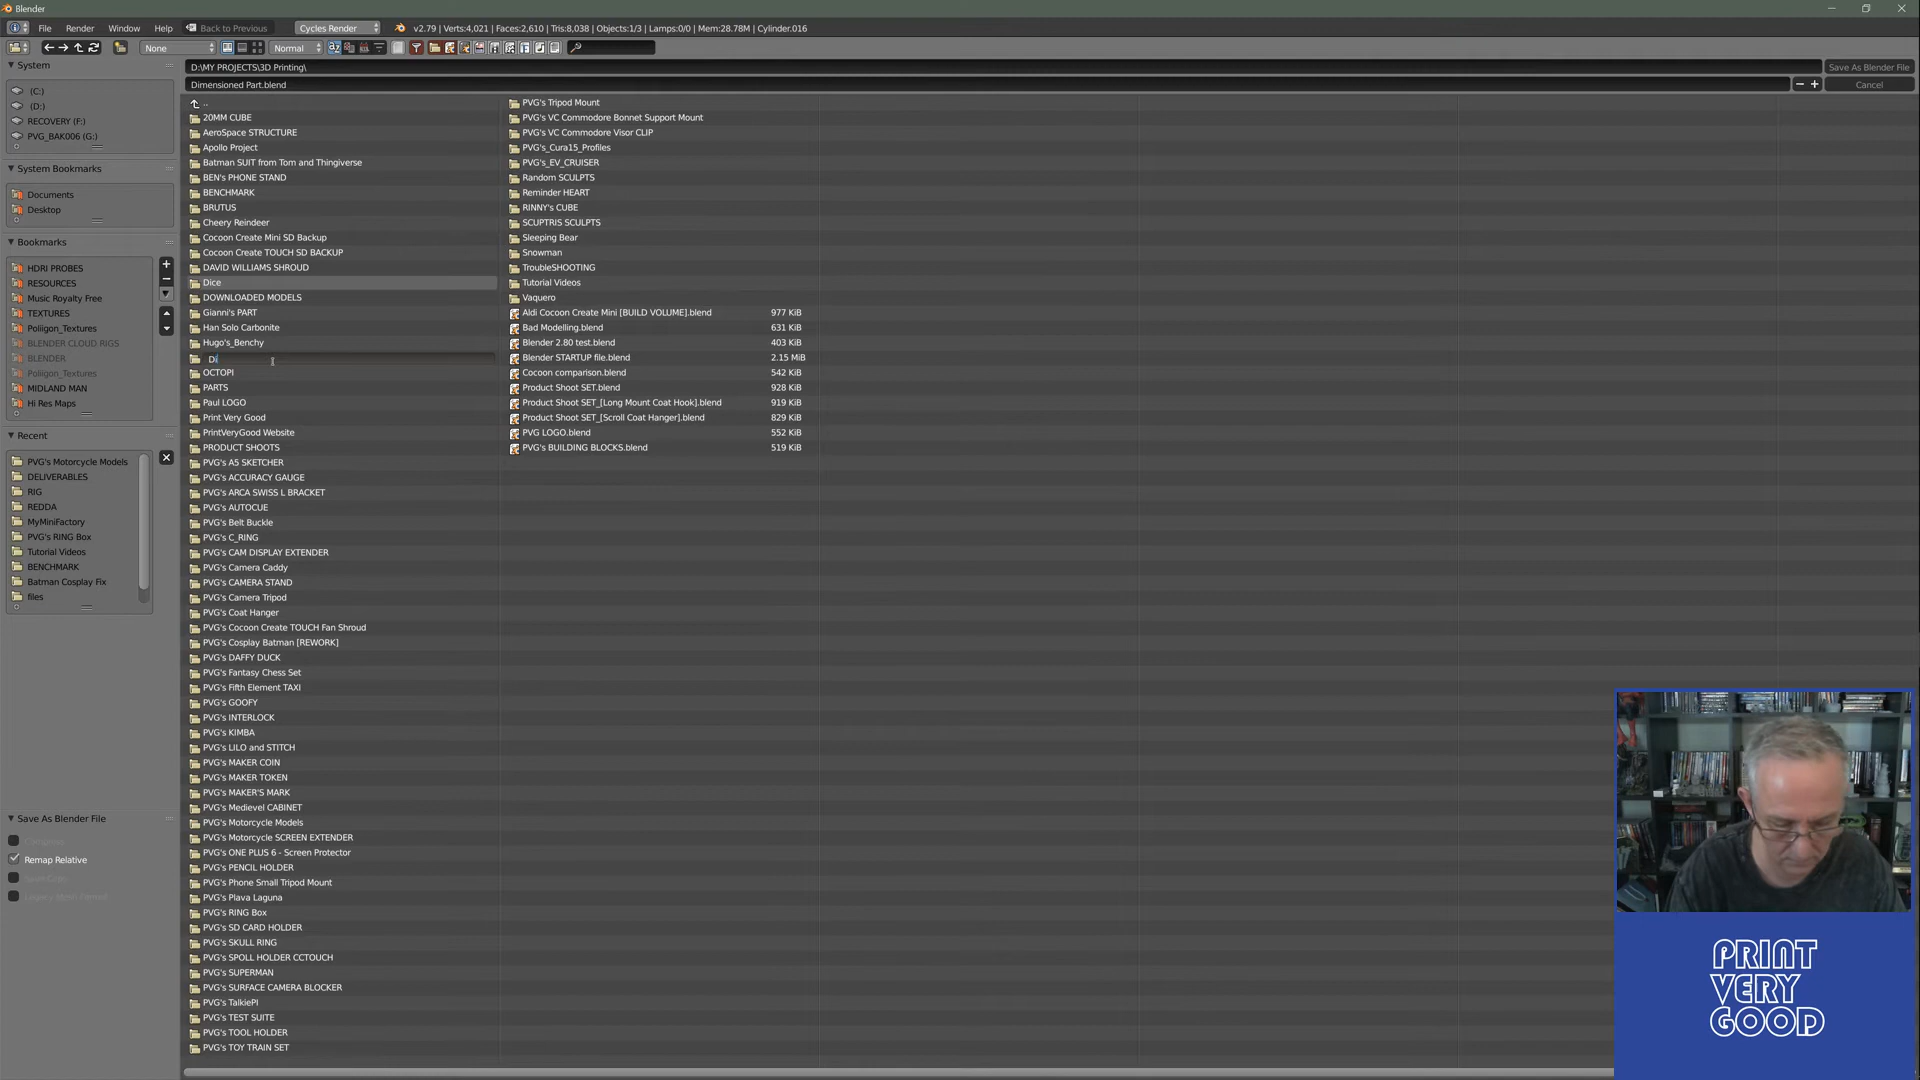 Blender
File Render Window Help Back to Previous Cycles Render v2.79 | Verts:4,021 | Faces:2,610 | Tris:8,038 | Objects:1/3 | Lamps:0/0 | Mem:28.78M | Cylinder.016
None Normal
System
(C:)
(D:)
RECOVERY (F:)
PVG_BAK006 (G:)
System Bookmarks
Documents
Desktop
Bookmarks
HDRI PROBES
RESOURCES
Music Royalty Free
TEXTURES
Poliigon_Textures
BLENDER CLOUD RIGS
BLENDER
Poliigon_Textures
MIDLAND MAN
Hi Res Maps
Recent
PVG's Motorcycle Models
DELIVERABLES
RIG
REDDA
MyMiniFactory
PVG's RING Box
Tutorial Videos
BENCHMARK
Batman Cosplay Fix
files
Save As Blender File
Remap Relative
D:\MY PROJECTS\3D Printing\
Save As Blender File
Dimensioned Part.blend
Cancel
..
20MM CUBE
AeroSpace STRUCTURE
Apollo Project
Batman SUIT from Tom and Thingiverse
BEN's PHONE STAND
BENCHMARK
BRUTUS
Cheery Reindeer
Cocoon Create Mini SD Backup
Cocoon Create TOUCH SD BACKUP
DAVID WILLIAMS SHROUD
Dice
DOWNLOADED MODELS
Gianni's PART
Han Solo Carbonite
Hugo's_Benchy
Di
OCTOPI
PARTS
Paul LOGO
Print Very Good
PrintVeryGood Website
PRODUCT SHOOTS
PVG's A5 SKETCHER
PVG's ACCURACY GAUGE
PVG's ARCA SWISS L BRACKET
PVG's AUTOCUE
PVG's Belt Buckle
PVG's C_RING
PVG's CAM DISPLAY EXTENDER
PVG's Camera Caddy
PVG's CAMERA STAND
PVG's Camera Tripod
PVG's Coat Hanger
PVG's Cocoon Create TOUCH Fan Shroud
PVG's Cosplay Batman [REWORK]
PVG's DAFFY DUCK
PVG's Fantasy Chess Set
PVG's Fifth Element TAXI
PVG's GOOFY
PVG's INTERLOCK
PVG's KIMBA
PVG's LILO and STITCH
PVG's MAKER COIN
PVG's MAKER TOKEN
PVG's MAKER'S MARK
PVG's Medievel CABINET
PVG's Motorcycle Models
PVG's Motorcycle SCREEN EXTENDER
PVG's ONE PLUS 6 - Screen Protector
PVG's PENCIL HOLDER
PVG's Phone Small Tripod Mount
PVG's Plava Laguna
PVG's RING Box
PVG's SD CARD HOLDER
PVG's SKULL RING
PVG's SPOLL HOLDER CCTOUCH
PVG's SUPERMAN
PVG's SURFACE CAMERA BLOCKER
PVG's TalkiePI
PVG's TEST SUITE
PVG's TOOL HOLDER
PVG's TOY TRAIN SET
PVG's Tripod Mount
PVG's VC Commodore Bonnet Support Mount
PVG's VC Commodore Visor CLIP
PVG's_Cura15_Profiles
PVG's_EV_CRUISER
Random SCULPTS
Reminder HEART
RINNY's CUBE
SCUPTRIS SCULPTS
Sleeping Bear
Snowman
TroubleSHOOTING
Tutorial Videos
Vaquero
Aldi Cocoon Create Mini [BUILD VOLUME].blend 977 KiB
Bad Modelling.blend 631 KiB
Blender 2.80 test.blend 403 KiB
Blender STARTUP file.blend 2.15 MiB
Cocoon comparison.blend 542 KiB
Product Shoot SET.blend 928 KiB
Product Shoot SET_[Long Mount Coat Hook].blend 919 KiB
Product Shoot SET_[Scroll Coat Hanger].blend 829 KiB
PVG LOGO.blend 552 KiB
PVG's BUILDING BLOCKS.blend 519 KiB
PRINT
VERY
GOOD